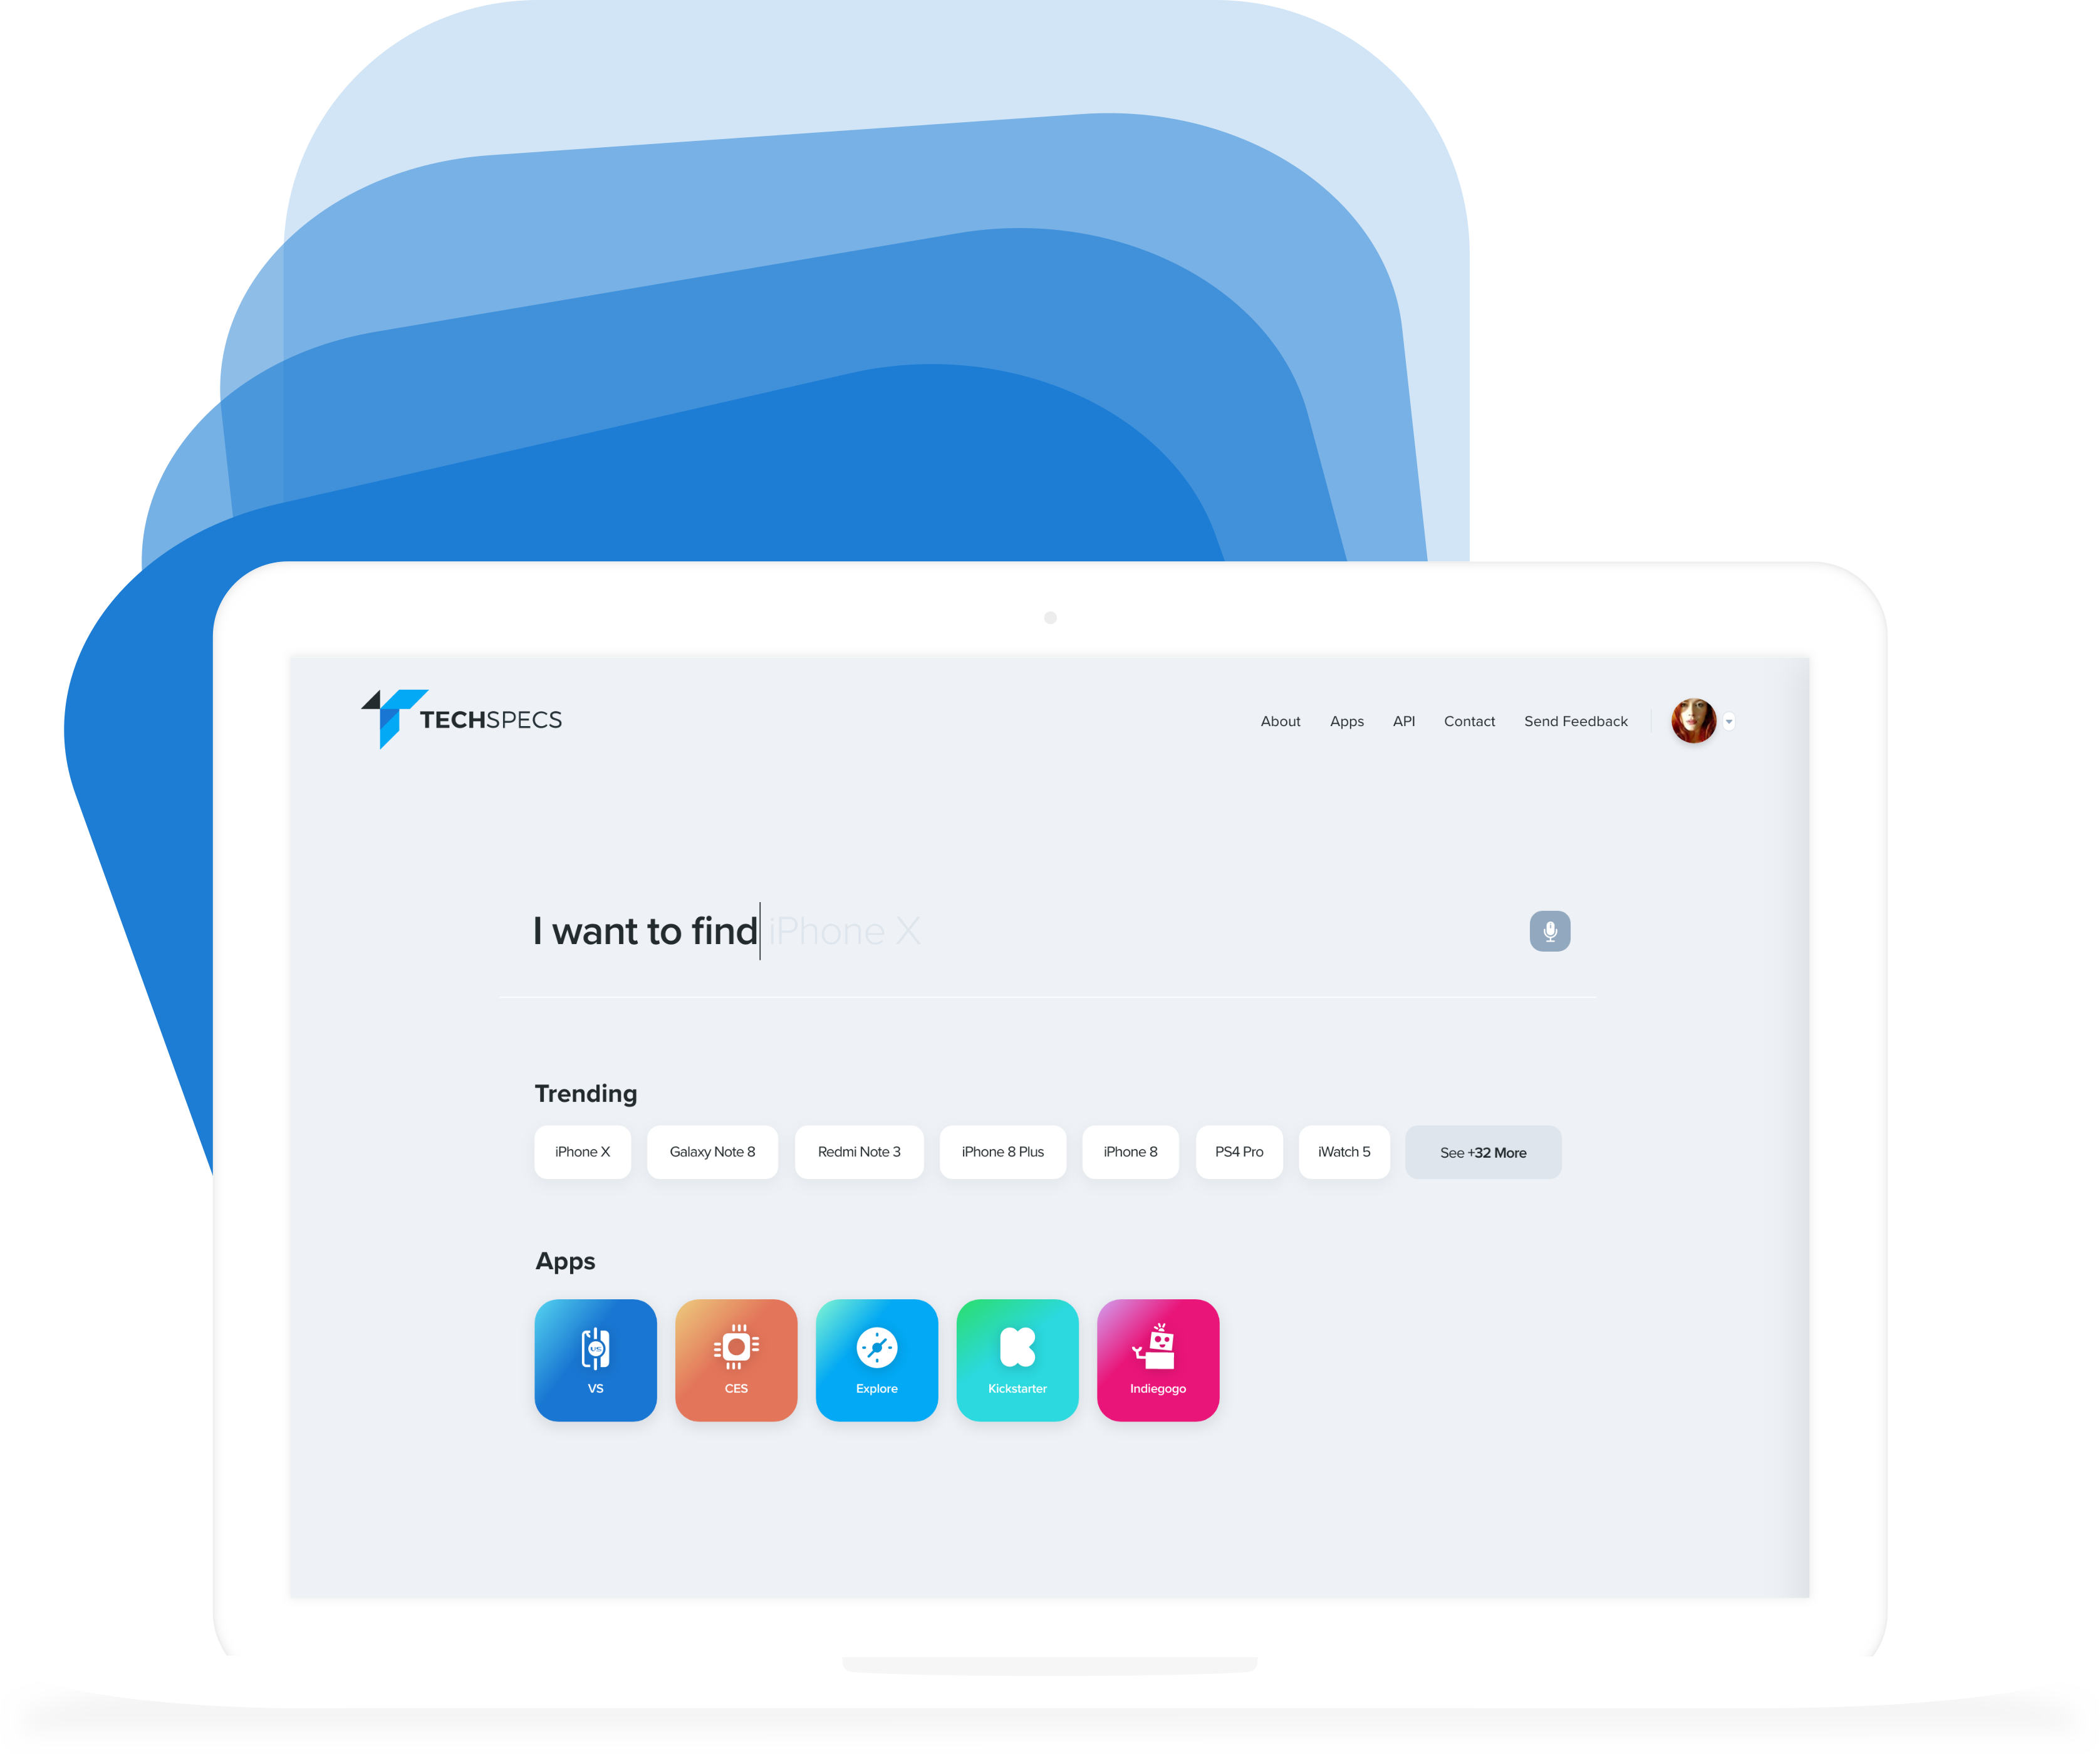 TECHSPECS
About Apps API Contact Send Feedback
I want to find iPhone X
Trending
iPhone X Galaxy Note 8 Redmi Note 3 iPhone 8 Plus iPhone 8 PS4 Pro iWatch 5 See +32 More
Apps
VS
VS CES Explore Kickstarter Indiegogo